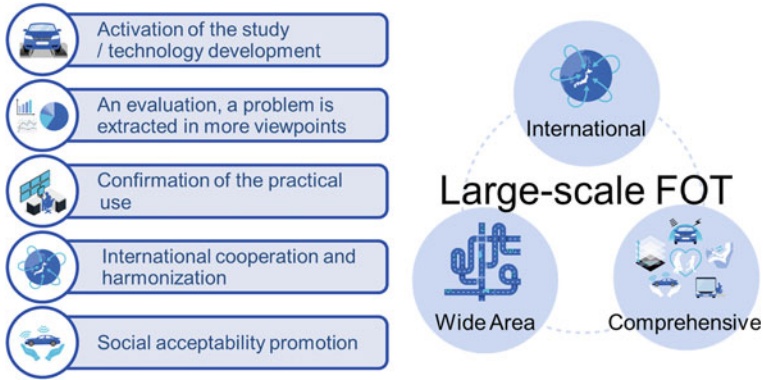 Activation of the study
/ technology development
An evaluation, a problem is
extracted in more viewpoints
Confirmation of the practical
use
International cooperation and
harmonization
Social acceptability promotion
International
Large-scale FOT
Wide Area
Comprehensive